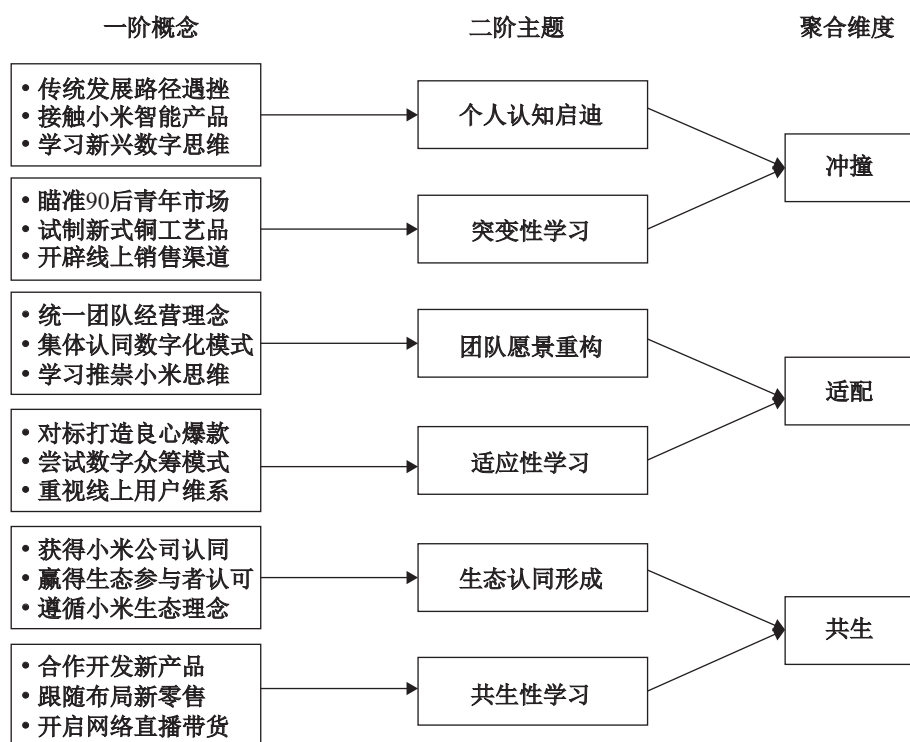 一阶概念
二阶主题
聚合维度
• 传统发展路径遇挫
• 接触小米智能产品
• 学习新兴数字思维
个人认知启迪
冲撞
• 瞄准90后青年市场
• 试制新式铜工艺品
• 开辟线上销售渠道
突变性学习
• 统一团队经营理念
• 集体认同数字化模式
• 学习推崇小米思维
团队愿景重构
适配
• 对标打造良心爆款
• 尝试数字众筹模式
• 重视线上用户维系
适应性学习
• 获得小米公司认同
• 赢得生态参与者认可
• 遵循小米生态理念
生态认同形成
共生
• 合作开发新产品
• 跟随布局新零售
• 开启网络直播带货
共生性学习